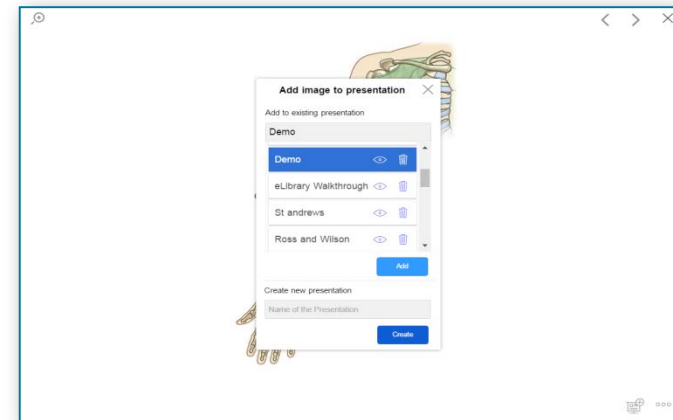 Add image to presentation
Add to existing presentation
Demo
Demo
eLibrary Walkthrough
St andrews
Ross and Wilson
Add
Create new presentation
Name of the Presentation
Create